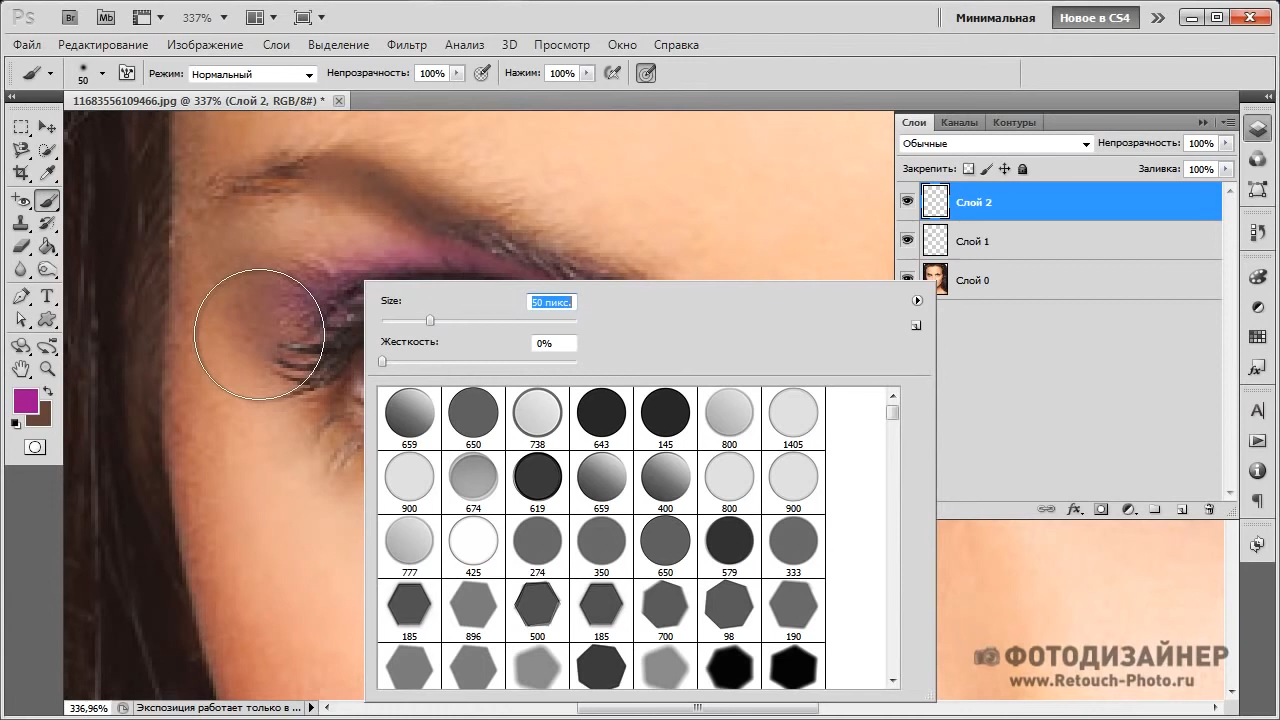 Ps Br Mb 337% Минимальная Новое в CS4
Файл Редактирование Изображение Слои Выделение Фильтр Анализ 3D Просмотр Окно Справка
50 Режим: Нормальный Непрозрачность: 100% Нажим: 100%
11683556109466.jpg @ 337% (Слой 2, RGB/8#) *
Слои Каналы Контуры
Обычные Непрозрачность: 100%
Закрепить: Заливка: 100%
Слой 2
Слой 1
Слой 0
Size: 50 пикс.
Жесткость: 0%
659 650 738 643 145 800 1405
900 674 619 659 400 800 900
777 425 274 350 650 579 333
185 896 500 185 700 98 190
ФОТОДИЗАЙНЕР
www.Retouch-Photo.ru
336,96% Экспозиция работает только в ...